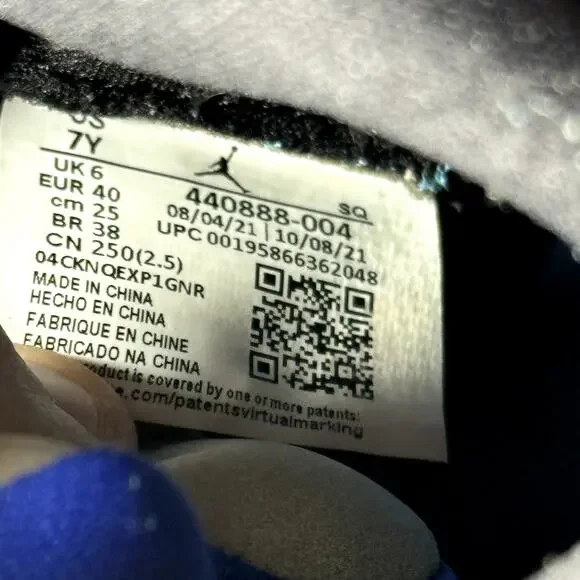 US
7Y
UK 6
EUR 40
cm 25
BR 38
CN 250(2.5)
04CKNQEXP1GNR
SQ
440888-004
08/04/21 | 10/08/21
UPC 00195866362048
MADE IN CHINA
HECHO EN CHINA
FABRIQUE EN CHINE
FABRICADO NA CHINA
product is covered by one or more patents:
.com/patentsvirtualmarking